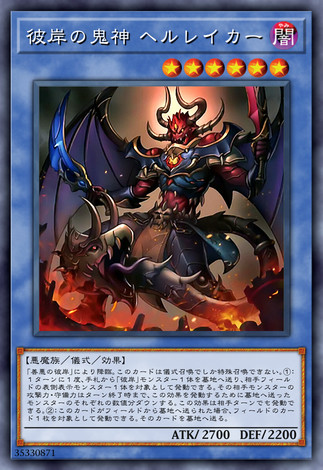 彼岸の鬼神 ヘルレイカー
闇
やみ
【悪魔族/儀式/効果】
「善悪の彼岸」により降臨。このカードは儀式召喚でしか特殊召喚できない。①:
1ターンに1度、手札から「彼岸」モンスター1体を墓地へ送り、相手フィール
ドの表側表示モンスター1体を対象として発動できる。その相手モンスターの
攻撃力・守備力はターン終了時まで、この効果を発動するために墓地へ送った
モンスターのそれぞれの数値分ダウンする。この効果は相手ターンでも発動で
きる。②:このカードがフィールドから墓地へ送られた場合、フィールドのカー
ド1枚を対象として発動できる。そのカードを墓地へ送る。
ATK/2700 DEF/2200
35330871